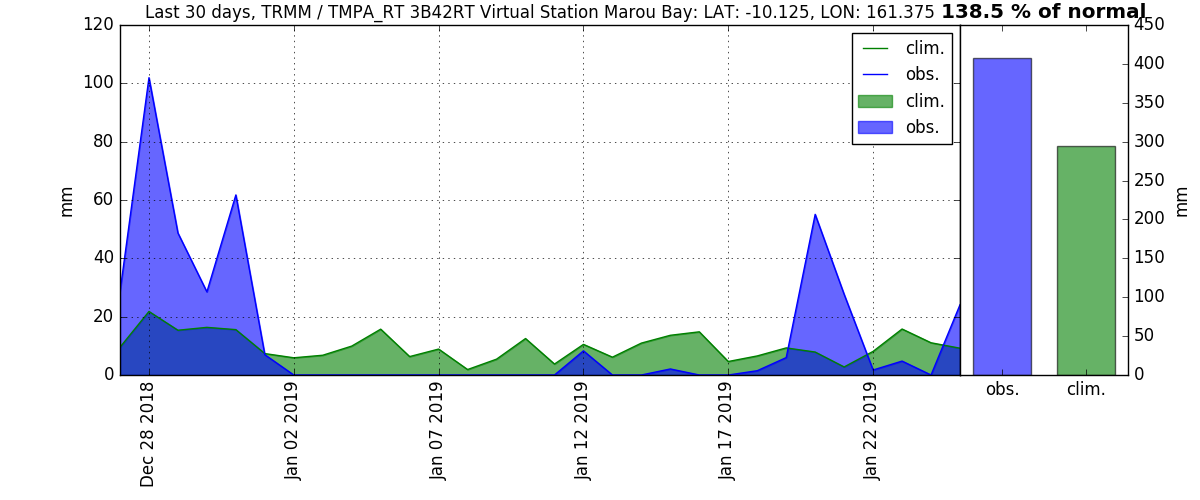 Last 30 days, TRMM / TMPA_RT 3B42RT Virtual Station Marou Bay: LAT: -10.125, LON: 161.375 138.5 % of normal
120
100
80
60
40
20
0
mm
clim.
obs.
clim.
obs.
450
400
350
300
250
200
150
100
50
0
mm
Dec 28 2018
Jan 02 2019
Jan 07 2019
Jan 12 2019
Jan 17 2019
Jan 22 2019
obs.
clim.